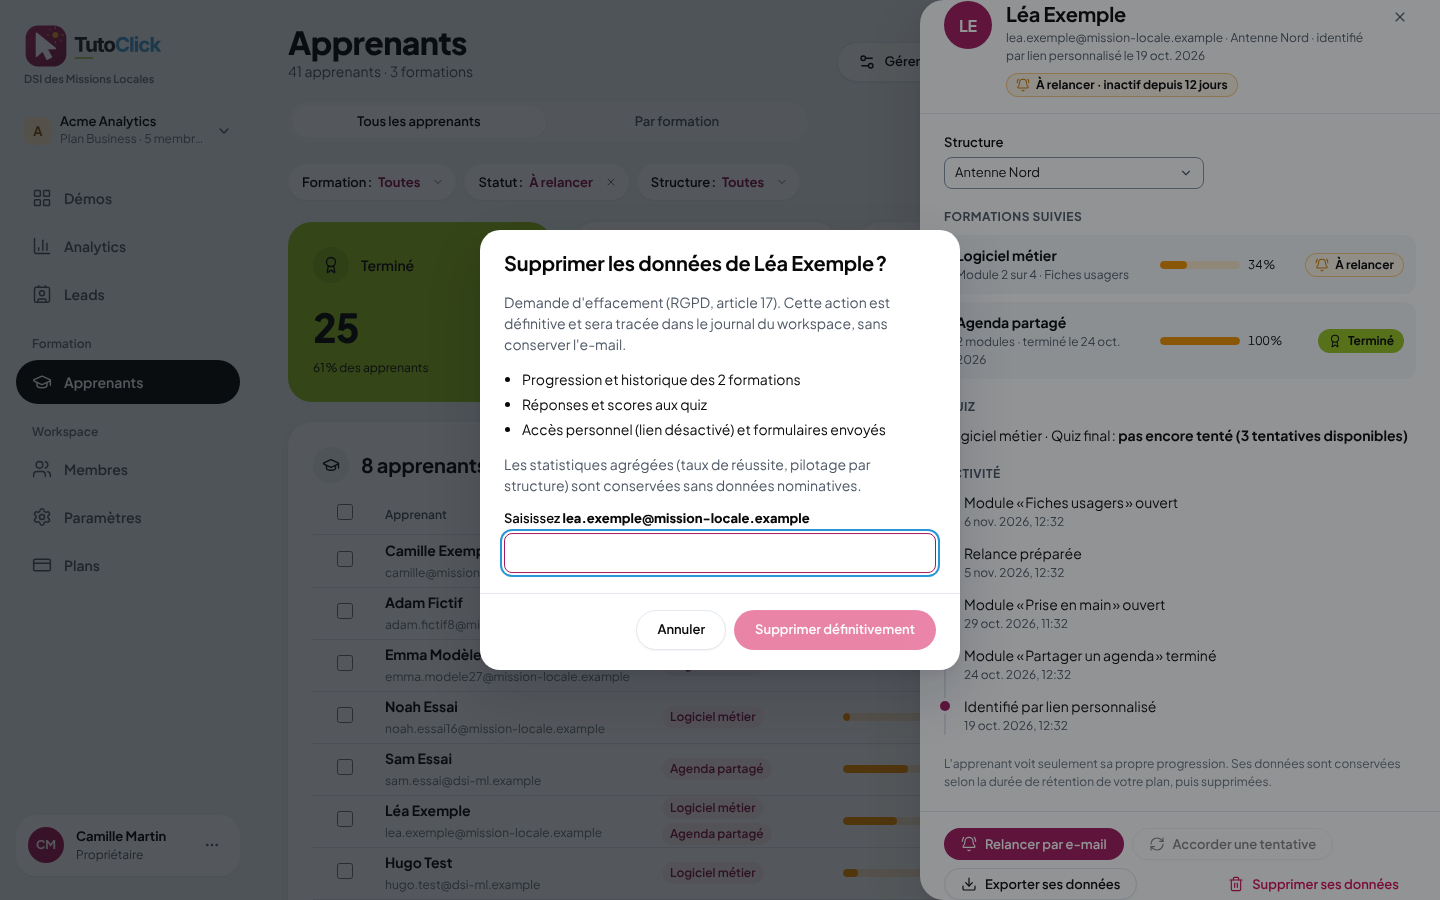 TutoClick
DSI des Missions Locales
A
Acme Analytics
Plan Business · 5 membr...
Démos
Analytics
Leads
Formation
Apprenants
Workspace
Membres
Paramètres
Plans
CM
Camille Martin
Propriétaire
Apprenants
41 apprenants · 3 formations
Gérer
Tous les apprenants
Par formation
Formation : Toutes
Statut : À relancer
Structure : Toutes
Terminé
25
61 % des apprenants
8 apprenants
Apprenant
Camille Exemp
camille@mission
Adam Fictif
adam.fictif8@mi
Emma Modèle
emma.modele27@mission-locale.example
Noah Essai
noah.essai16@mission-locale.example
Logiciel métier
Sam Essai
sam.essai@dsi-ml.example
Agenda partagé
Léa Exemple
lea.exemple@mission-locale.example
Logiciel métier
Agenda partagé
Hugo Test
hugo.test@dsi-ml.example
Logiciel métier
Supprimer les données de Léa Exemple ?
Demande d'effacement (RGPD, article 17). Cette action est
définitive et sera tracée dans le journal du workspace, sans
conserver l'e-mail.
• Progression et historique des 2 formations
• Réponses et scores aux quiz
• Accès personnel (lien désactivé) et formulaires envoyés
Les statistiques agrégées (taux de réussite, pilotage par
structure) sont conservées sans données nominatives.
Saisissez lea.exemple@mission-locale.example
Annuler
Supprimer définitivement
LE
Léa Exemple
lea.exemple@mission-locale.example · Antenne Nord · identifié
par lien personnalisé le 19 oct. 2026
À relancer · inactif depuis 12 jours
Structure
Antenne Nord
FORMATIONS SUIVIES
Logiciel métier
Module 2 sur 4 · Fiches usagers
34 %
À relancer
Agenda partagé
2 modules · terminé le 24 oct.
2026
100 %
Terminé
UIZ
giciel métier · Quiz final : pas encore tenté (3 tentatives disponibles)
CTIVITÉ
Module « Fiches usagers » ouvert
6 nov. 2026, 12:32
Relance préparée
5 nov. 2026, 12:32
Module « Prise en main » ouvert
29 oct. 2026, 11:32
Module « Partager un agenda » terminé
24 oct. 2026, 12:32
Identifié par lien personnalisé
19 oct. 2026, 12:32
L'apprenant voit seulement sa propre progression. Ses données sont conservées
selon la durée de rétention de votre plan, puis supprimées.
Relancer par e-mail
Accorder une tentative
Exporter ses données
Supprimer ses données